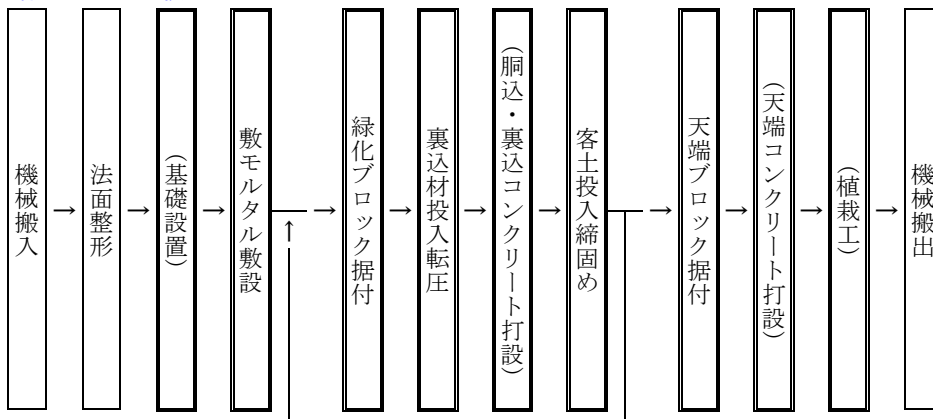 機械搬入
法面整形
(基礎設置)
敷モルタル敷設
緑化ブロック据付
裏込材投入転圧
(胴込・裏込コンクリート打設)
客土投入締固め
天端ブロック据付
(天端コンクリート打設)
(植栽工)
機械搬出